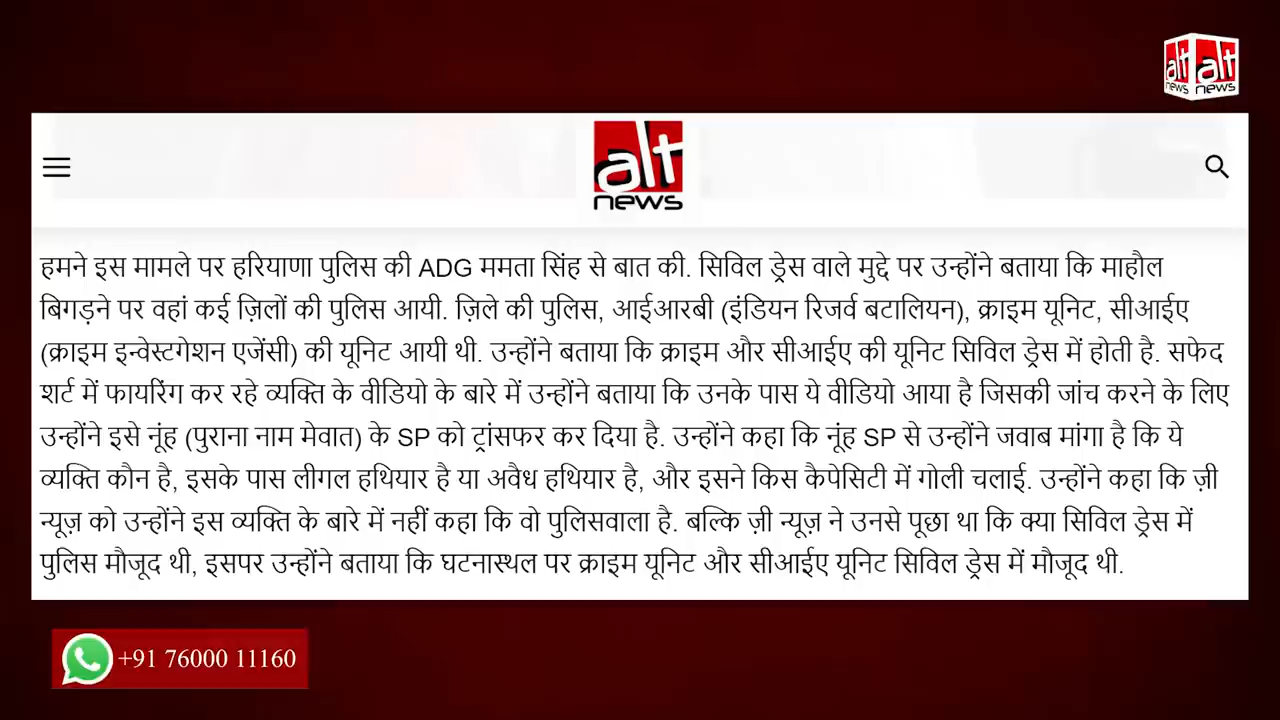 alt alt
news news
alt
news
हमने इस मामले पर हरियाणा पुलिस की ADG ममता सिंह से बात की. सिविल ड्रेस वाले मुद्दे पर उन्होंने बताया कि माहौल
बिगड़ने पर वहां कई ज़िलों की पुलिस आयी. ज़िले की पुलिस, आईआरबी (इंडियन रिजर्व बटालियन), क्राइम यूनिट, सीआईए
(क्राइम इन्वेस्टगेशन एजेंसी) की यूनिट आयी थी. उन्होंने बताया कि क्राइम और सीआईए की यूनिट सिविल ड्रेस में होती है. सफेद
शर्ट में फायरिंग कर रहे व्यक्ति के वीडियो के बारे में उन्होंने बताया कि उनके पास ये वीडियो आया है जिसकी जांच करने के लिए
उन्होंने इसे नूंह (पुराना नाम मेवात) के SP को ट्रांसफर कर दिया है. उन्होंने कहा कि नूंह SP से उन्होंने जवाब मांगा है कि ये
व्यक्ति कौन है, इसके पास लीगल हथियार है या अवैध हथियार है, और इसने किस कैपेसिटी में गोली चलाई. उन्होंने कहा कि ज़ी
न्यूज़ को उन्होंने इस व्यक्ति के बारे में नहीं कहा कि वो पुलिसवाला है. बल्कि ज़ी न्यूज़ ने उनसे पूछा था कि क्या सिविल ड्रेस में
पुलिस मौजूद थी, इसपर उन्होंने बताया कि घटनास्थल पर क्राइम यूनिट और सीआईए यूनिट सिविल ड्रेस में मौजूद थी.
+91 76000 11160